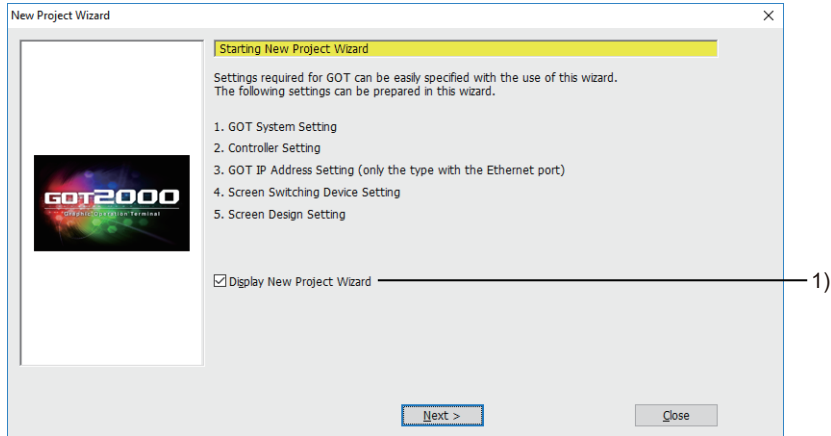 New Project Wizard
Starting New Project Wizard
Settings required for GOT can be easily specified with the use of this wizard.
The following settings can be prepared in this wizard.
1. GOT System Setting
2. Controller Setting
3. GOT IP Address Setting (only the type with the Ethernet port)
4. Screen Switching Device Setting
5. Screen Design Setting
GOT2000
Graphic Operation Terminal
Display New Project Wizard
1)
Next >
Close